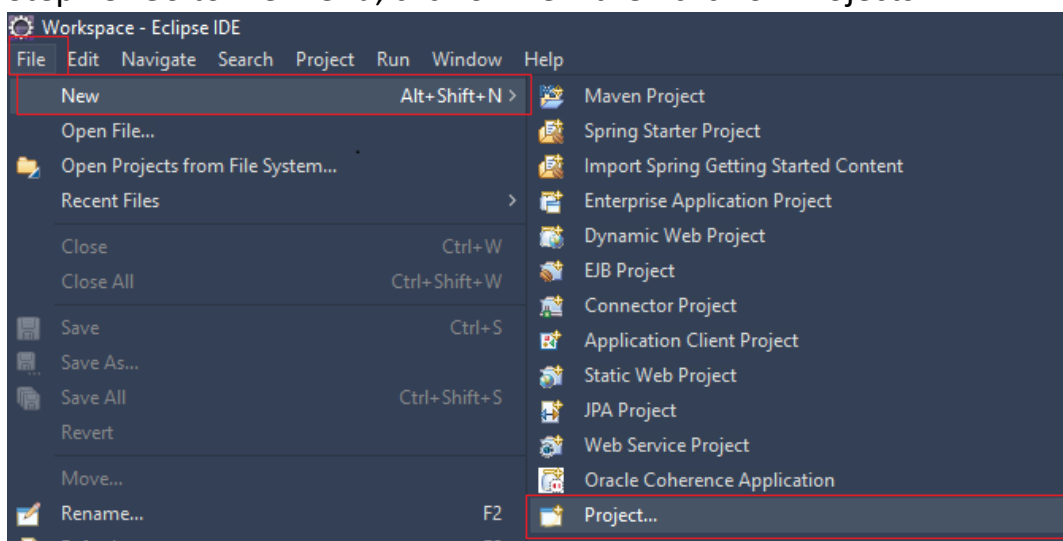 Workspace - Eclipse IDE
File Edit Navigate Search Project Run Window Help
New Alt+Shift+N >
Open File...
Open Projects from File System...
Recent Files >
Close Ctrl+W
Close All Ctrl+Shift+W
Save Ctrl+S
Save As...
Save All Ctrl+Shift+S
Revert
Move...
Rename... F2
Maven Project
Spring Starter Project
Import Spring Getting Started Content
Enterprise Application Project
Dynamic Web Project
EJB Project
Connector Project
Application Client Project
Static Web Project
JPA Project
Web Service Project
Oracle Coherence Application
Project...